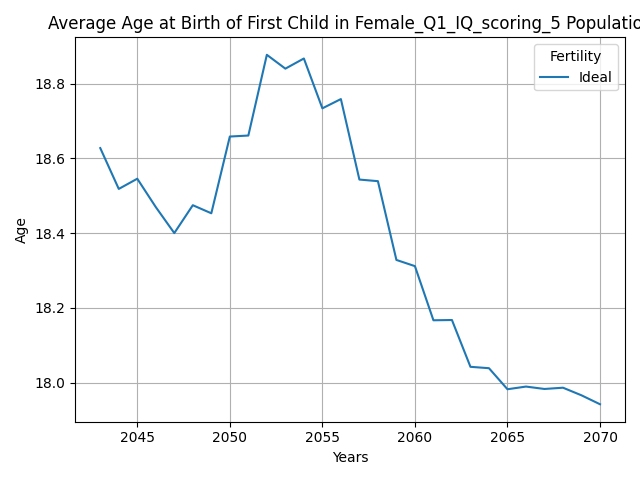 Average Age at Birth of First Child in Female_Q1_IQ_scoring_5 Populatio
Fertility
Ideal
Age
18.8
18.6
18.4
18.2
18.0
2045 2050 2055 2060 2065 2070
Years